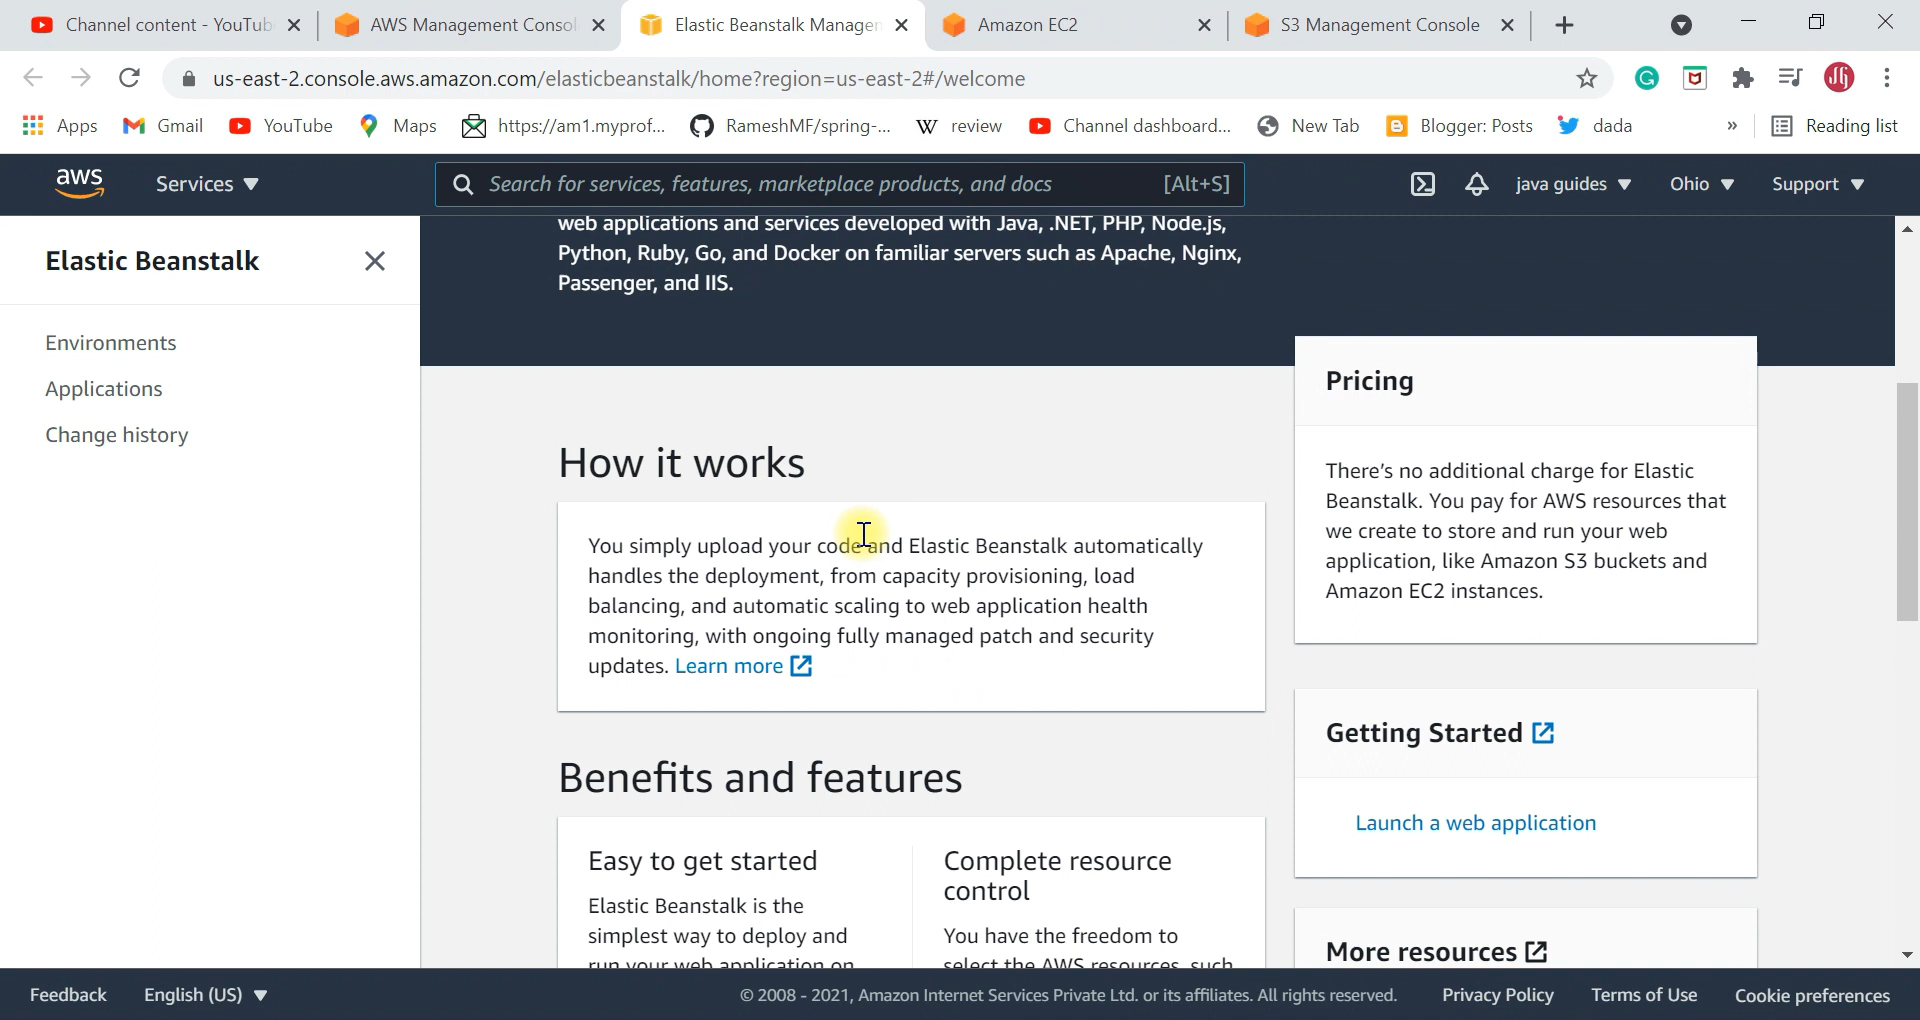 Channel content - YouTub
AWS Management Consol
Elastic Beanstalk Managem
Amazon EC2
S3 Management Console
us-east-2.console.aws.amazon.com/elasticbeanstalk/home?region=us-east-2#/welcome
Apps
Gmail
YouTube
Maps
https://am1.myprof...
RameshMF/spring-...
W review
Channel dashboard...
New Tab
Blogger: Posts
dada
»
Reading list
aws
Services
Search for services, features, marketplace products, and docs
[Alt+S]
java guides
Ohio
Support
Elastic Beanstalk
Environments
Applications
Change history
web applications and services developed with Java, .NET, PHP, Node.js,
Python, Ruby, Go, and Docker on familiar servers such as Apache, Nginx,
Passenger, and IIS.
How it works
You simply upload your code and Elastic Beanstalk automatically
handles the deployment, from capacity provisioning, load
balancing, and automatic scaling to web application health
monitoring, with ongoing fully managed patch and security
updates. Learn more
Benefits and features
Easy to get started
Elastic Beanstalk is the
simplest way to deploy and
run your web application on
Complete resource
control
You have the freedom to
select the AWS resources, such
Pricing
There's no additional charge for Elastic
Beanstalk. You pay for AWS resources that
we create to store and run your web
application, like Amazon S3 buckets and
Amazon EC2 instances.
Getting Started
Launch a web application
More resources
Feedback
English (US)
© 2008 - 2021, Amazon Internet Services Private Ltd. or its affiliates. All rights reserved.
Privacy Policy
Terms of Use
Cookie preferences